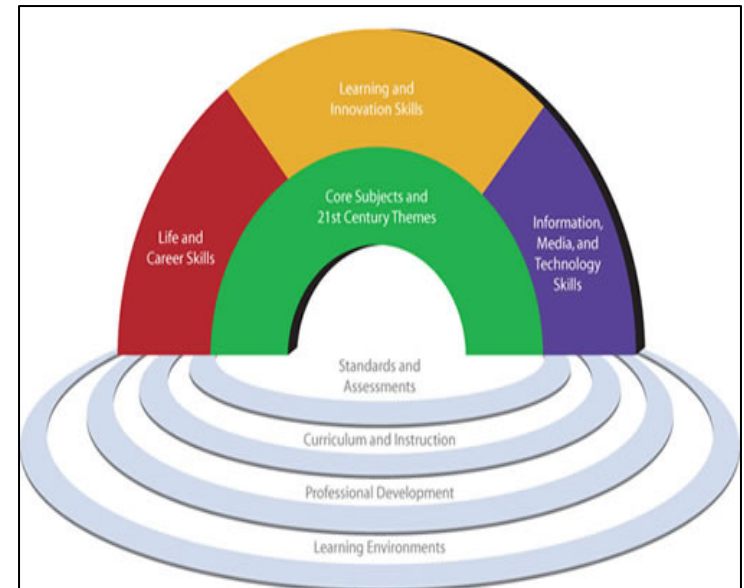 Learning and
Innovation Skills
Core Subjects and
21st Century Themes
Life and
Career Skills
Information,
Media, and
Technology
Skills
Standards and
Assessments
Curriculum and Instruction
Professional Development
Learning Environments